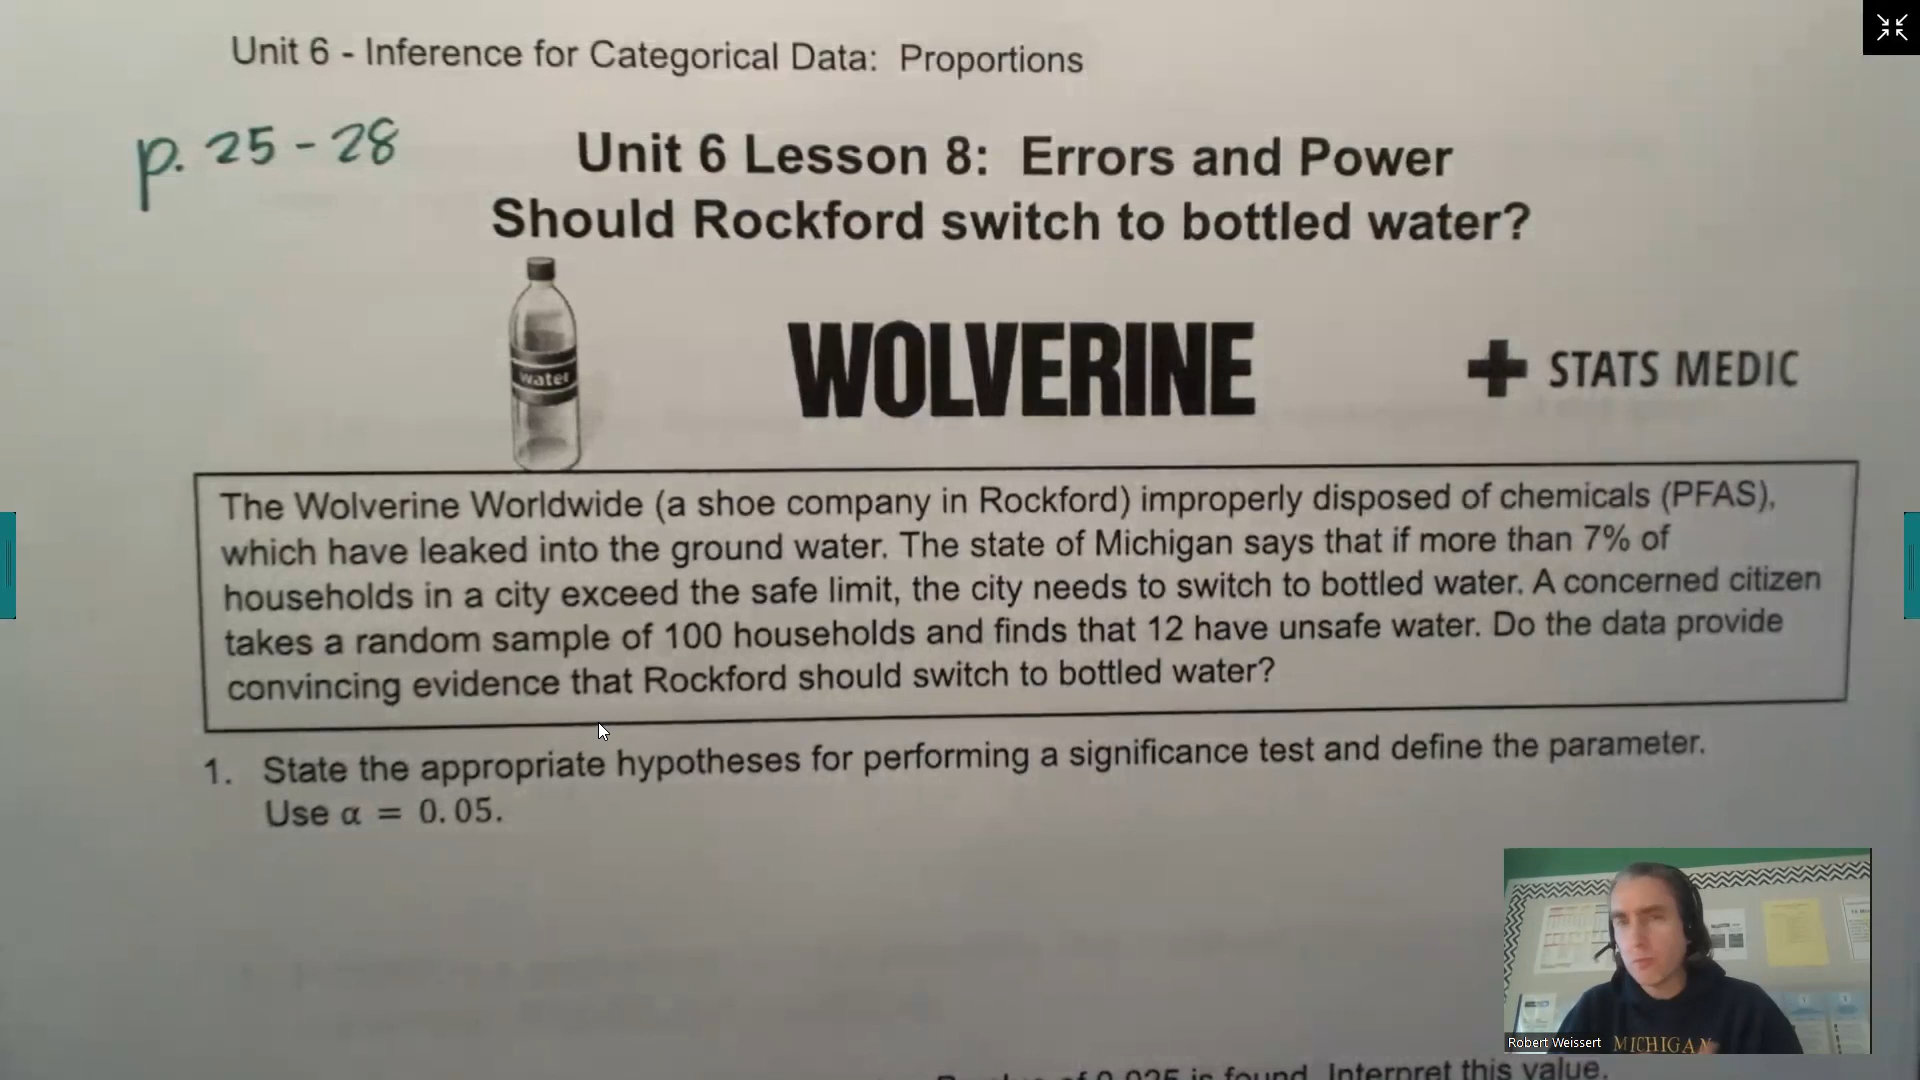 Unit 6 - Inference for Categorical Data: Proportions
p. 25 - 28
Unit 6 Lesson 8: Errors and Power
Should Rockford switch to bottled water?
water
WOLVERINE
STATS MEDIC
The Wolverine Worldwide (a shoe company in Rockford) improperly disposed of chemicals (PFAS),
which have leaked into the ground water. The state of Michigan says that if more than 7% of
households in a city exceed the safe limit, the city needs to switch to bottled water. A concerned citizen
takes a random sample of 100 households and finds that 12 have unsafe water. Do the data provide
convincing evidence that Rockford should switch to bottled water?
1. State the appropriate hypotheses for performing a significance test and define the parameter.
Use α = 0.05.
Robert Weissert
MICHIGAN
of 0.025 is found. Interpret this value.